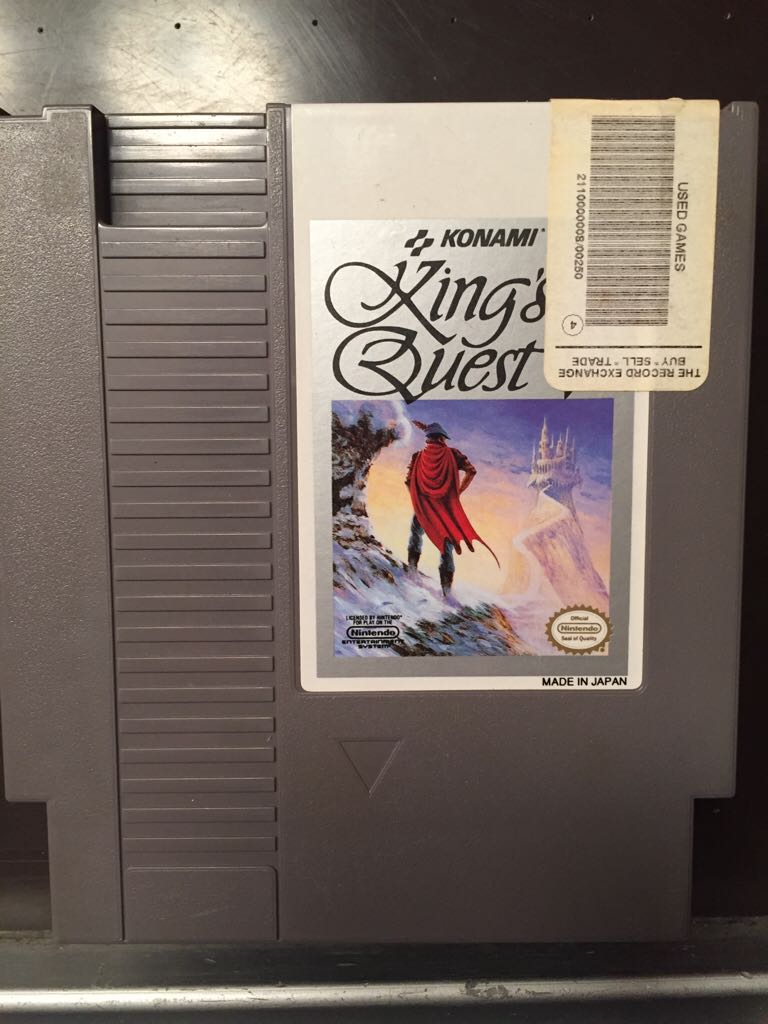 KONAMI
King's
Quest
LICENSED BY NINTENDO
FOR PLAY ON THE
Nintendo
ENTERTAINMENT
SYSTEM
Official
Nintendo
Seal of Quality
MADE IN JAPAN
USED GAMES
2110000008/00250
4
THE RECORD EXCHANGE
BUY * SELL * TRADE